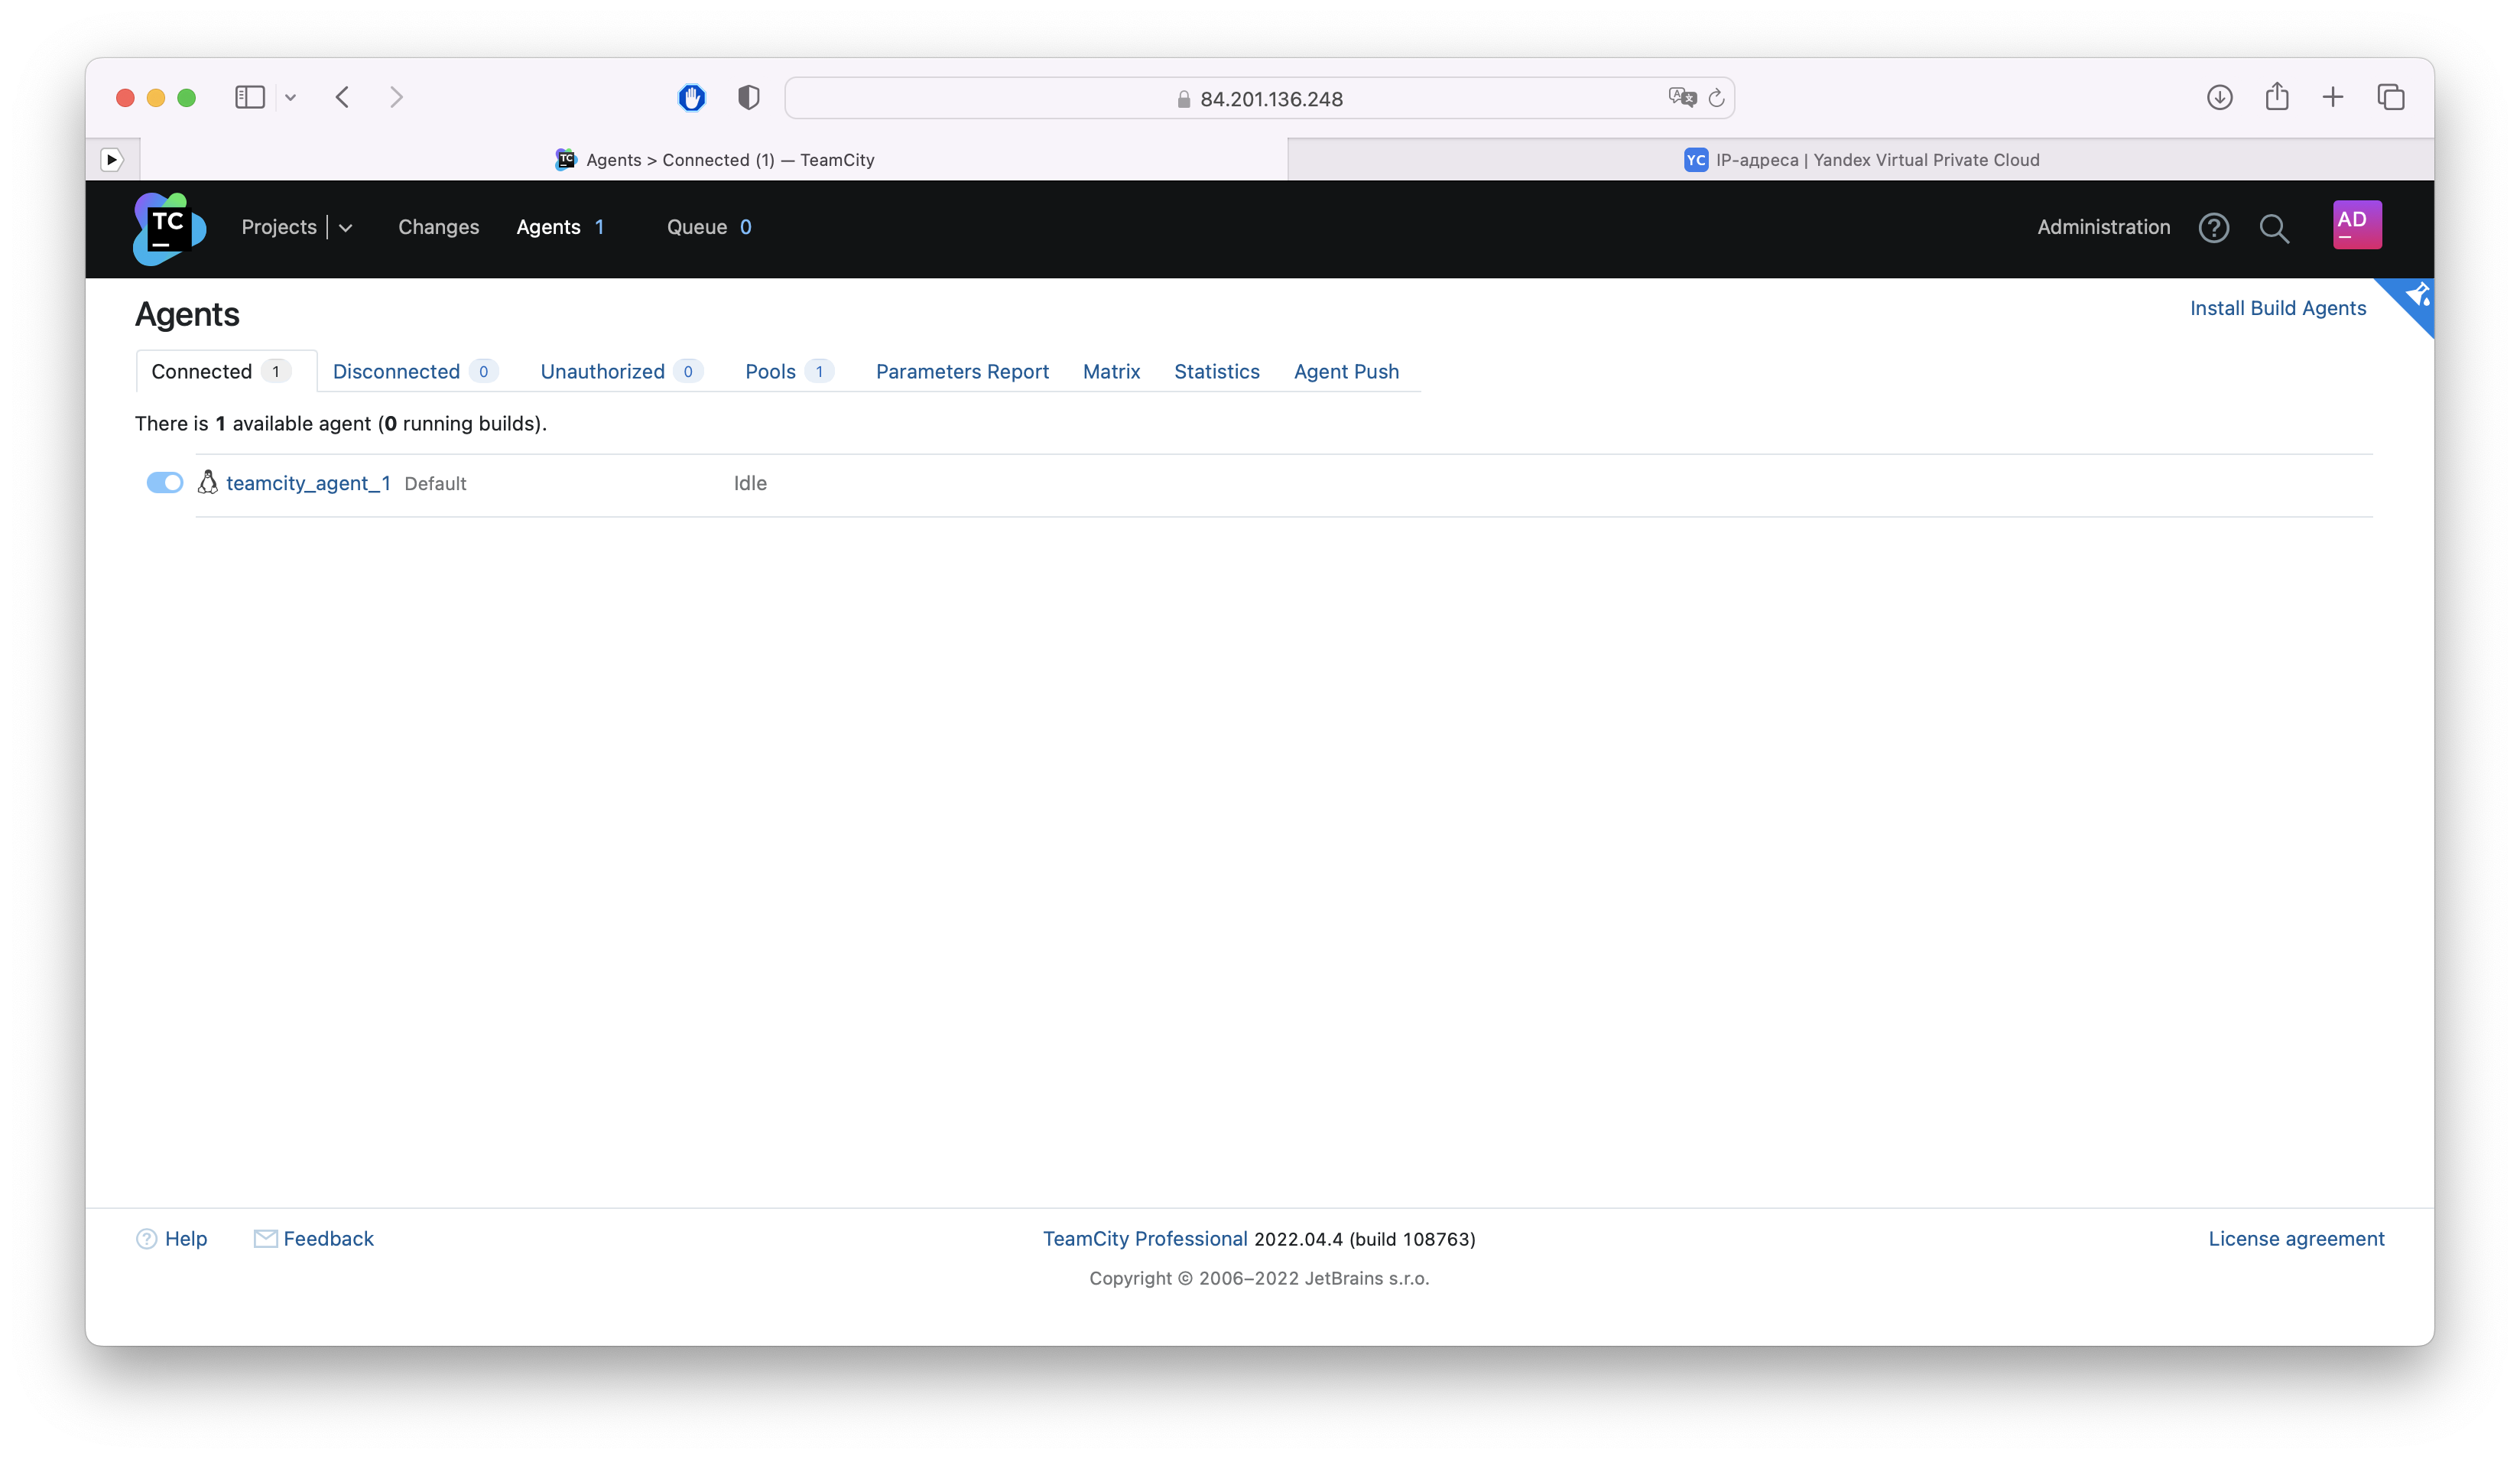 84.201.136.248
Agents > Connected (1) — TeamCity
YC IP-адреса | Yandex Virtual Private Cloud
TC Projects Changes Agents 1 Queue 0 Administration AD
Agents
Install Build Agents
Connected 1 Disconnected 0 Unauthorized 0 Pools 1 Parameters Report Matrix Statistics Agent Push
There is 1 available agent (0 running builds).
teamcity_agent_1 Default Idle
Help Feedback TeamCity Professional 2022.04.4 (build 108763) License agreement
Copyright © 2006–2022 JetBrains s.r.o.